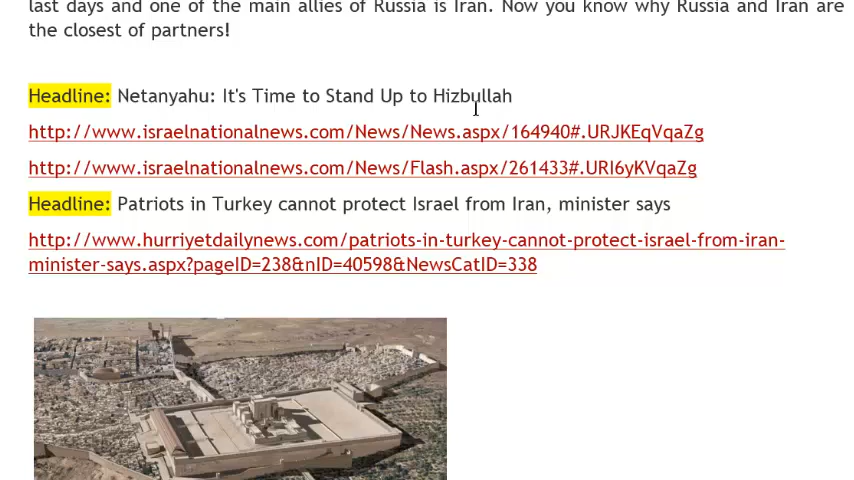 last days and one of the main allies of Russia is Iran. Now you know why Russia and Iran are
the closest of partners!
Headline: Netanyahu: It's Time to Stand Up to Hizbullah
http://www.israelnationalnews.com/News/News.aspx/164940#.URJKEqVqaZg
http://www.israelnationalnews.com/News/Flash.aspx/261433#.URI6yKVqaZg
Headline: Patriots in Turkey cannot protect Israel from Iran, minister says
http://www.hurriyetdailynews.com/patriots-in-turkey-cannot-protect-israel-from-iran-
minister-says.aspx?pageID=238&nID=40598&NewsCatID=338